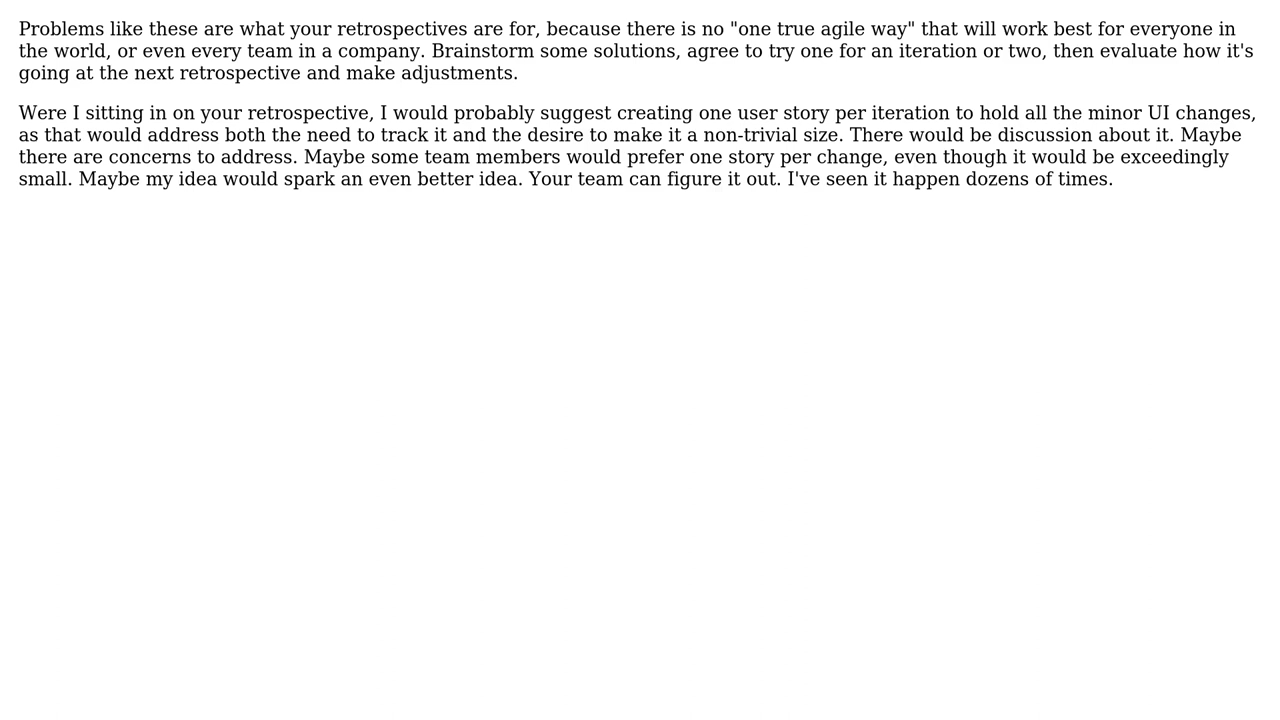 Problems like these are what your retrospectives are for, because there is no "one true agile way" that will work best for everyone in
the world, or even every team in a company. Brainstorm some solutions, agree to try one for an iteration or two, then evaluate how it's
going at the next retrospective and make adjustments.
Were I sitting in on your retrospective, I would probably suggest creating one user story per iteration to hold all the minor UI changes,
as that would address both the need to track it and the desire to make it a non-trivial size. There would be discussion about it. Maybe
there are concerns to address. Maybe some team members would prefer one story per change, even though it would be exceedingly
small. Maybe my idea would spark an even better idea. Your team can figure it out. I've seen it happen dozens of times.